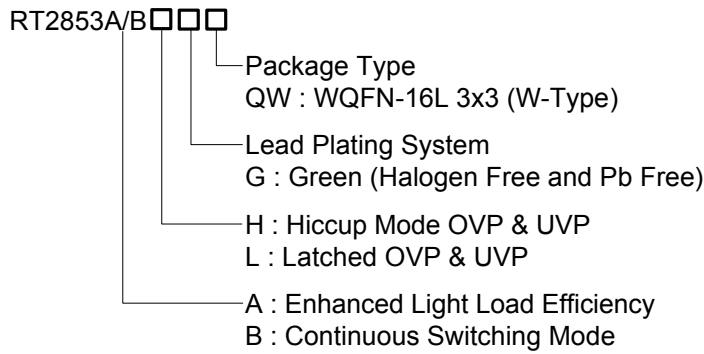 RT2853A/B□□□
Package Type
QW : WQFN-16L 3x3 (W-Type)
Lead Plating System
G : Green (Halogen Free and Pb Free)
H : Hiccup Mode OVP & UVP
L : Latched OVP & UVP
A : Enhanced Light Load Efficiency
B : Continuous Switching Mode